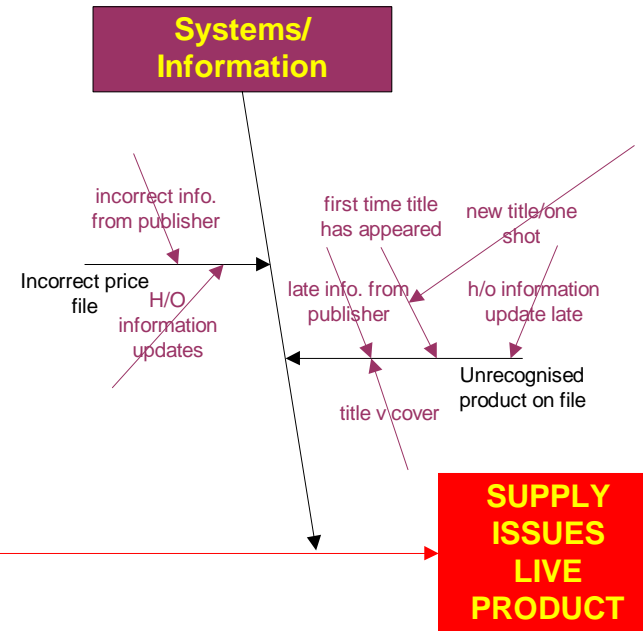 Systems/
Information
incorrect info.
from publisher
first time title
has appeared
new title/one
shot
Incorrect price
file
H/O
information
updates
late info. from
publisher
h/o information
update late
Unrecognised
product on file
title v cover
SUPPLY
ISSUES
LIVE
PRODUCT